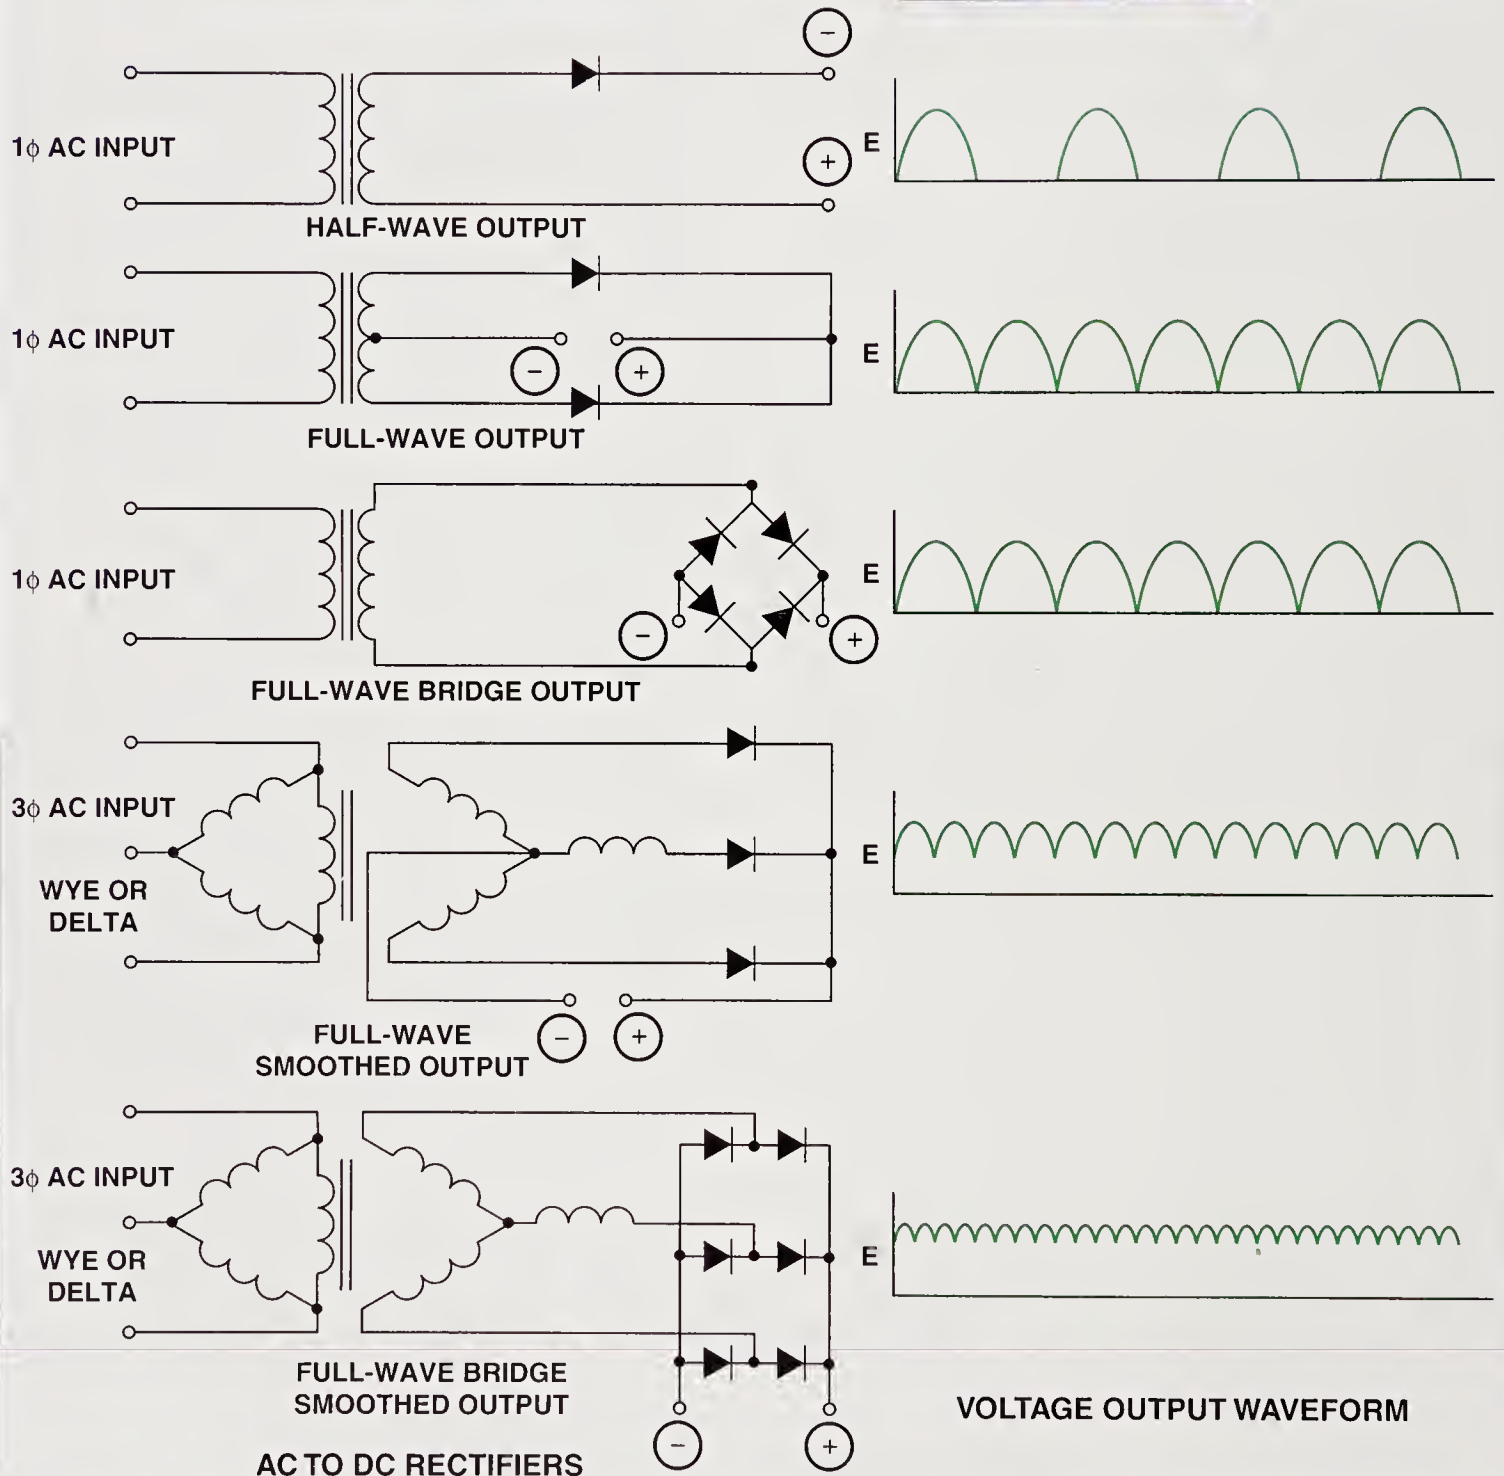 −
1ϕ AC INPUT
+
E
HALF-WAVE OUTPUT
1ϕ AC INPUT
−
+
E
FULL-WAVE OUTPUT
1ϕ AC INPUT
−
+
E
FULL-WAVE BRIDGE OUTPUT
3ϕ AC INPUT
WYE OR
DELTA
E
FULL-WAVE
SMOOTHED OUTPUT
−
+
3ϕ AC INPUT
WYE OR
DELTA
E
FULL-WAVE BRIDGE
SMOOTHED OUTPUT
−
+
AC TO DC RECTIFIERS
VOLTAGE OUTPUT WAVEFORM